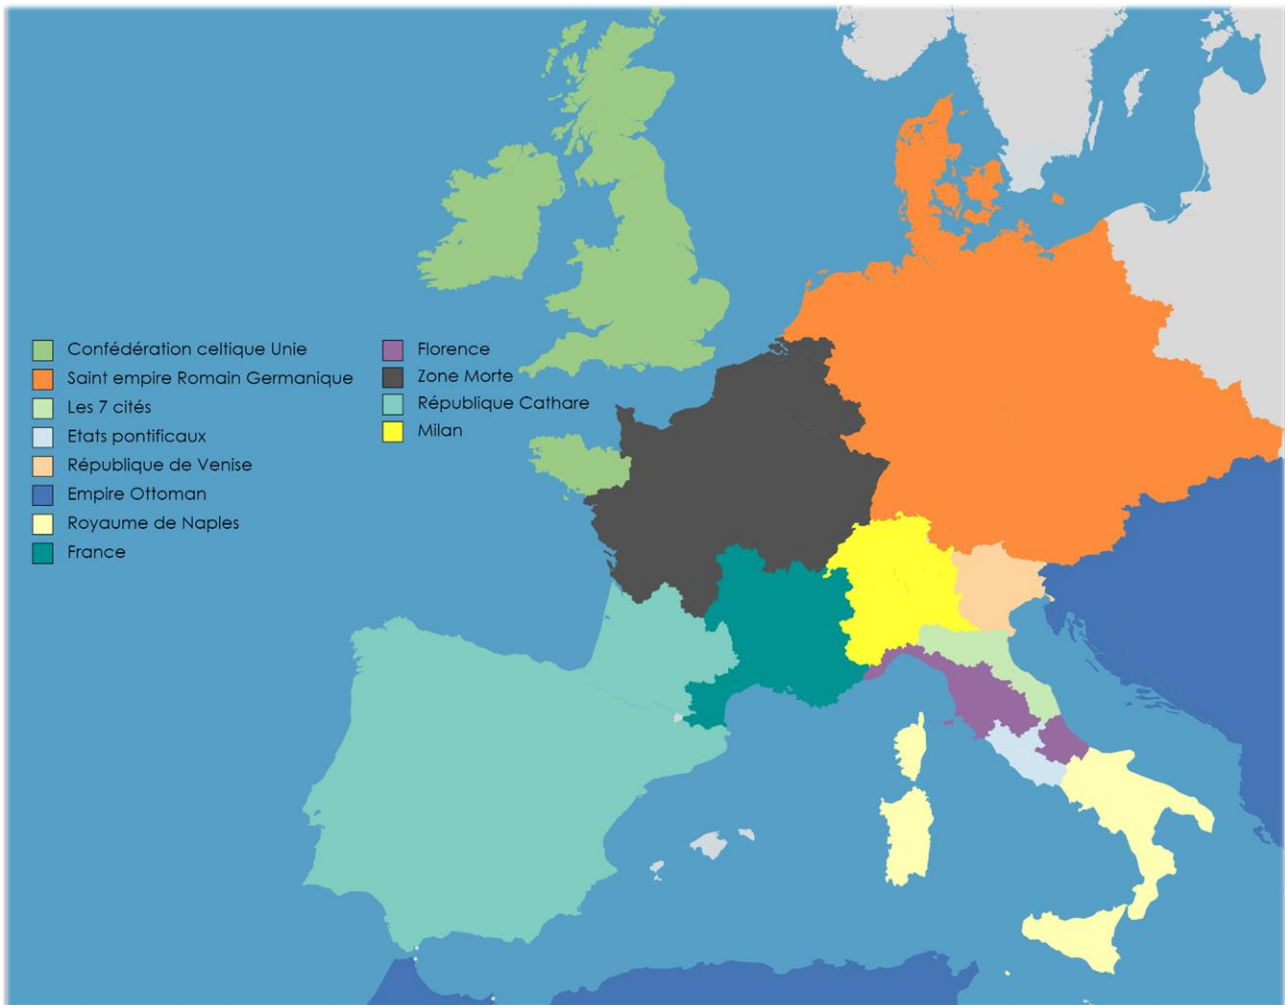 Confédération celtique Unie
Saint empire Romain Germanique
Les 7 cités
Etats pontificaux
République de Venise
Empire Ottoman
Royaume de Naples
France
Florence
Zone Morte
République Cathare
Milan